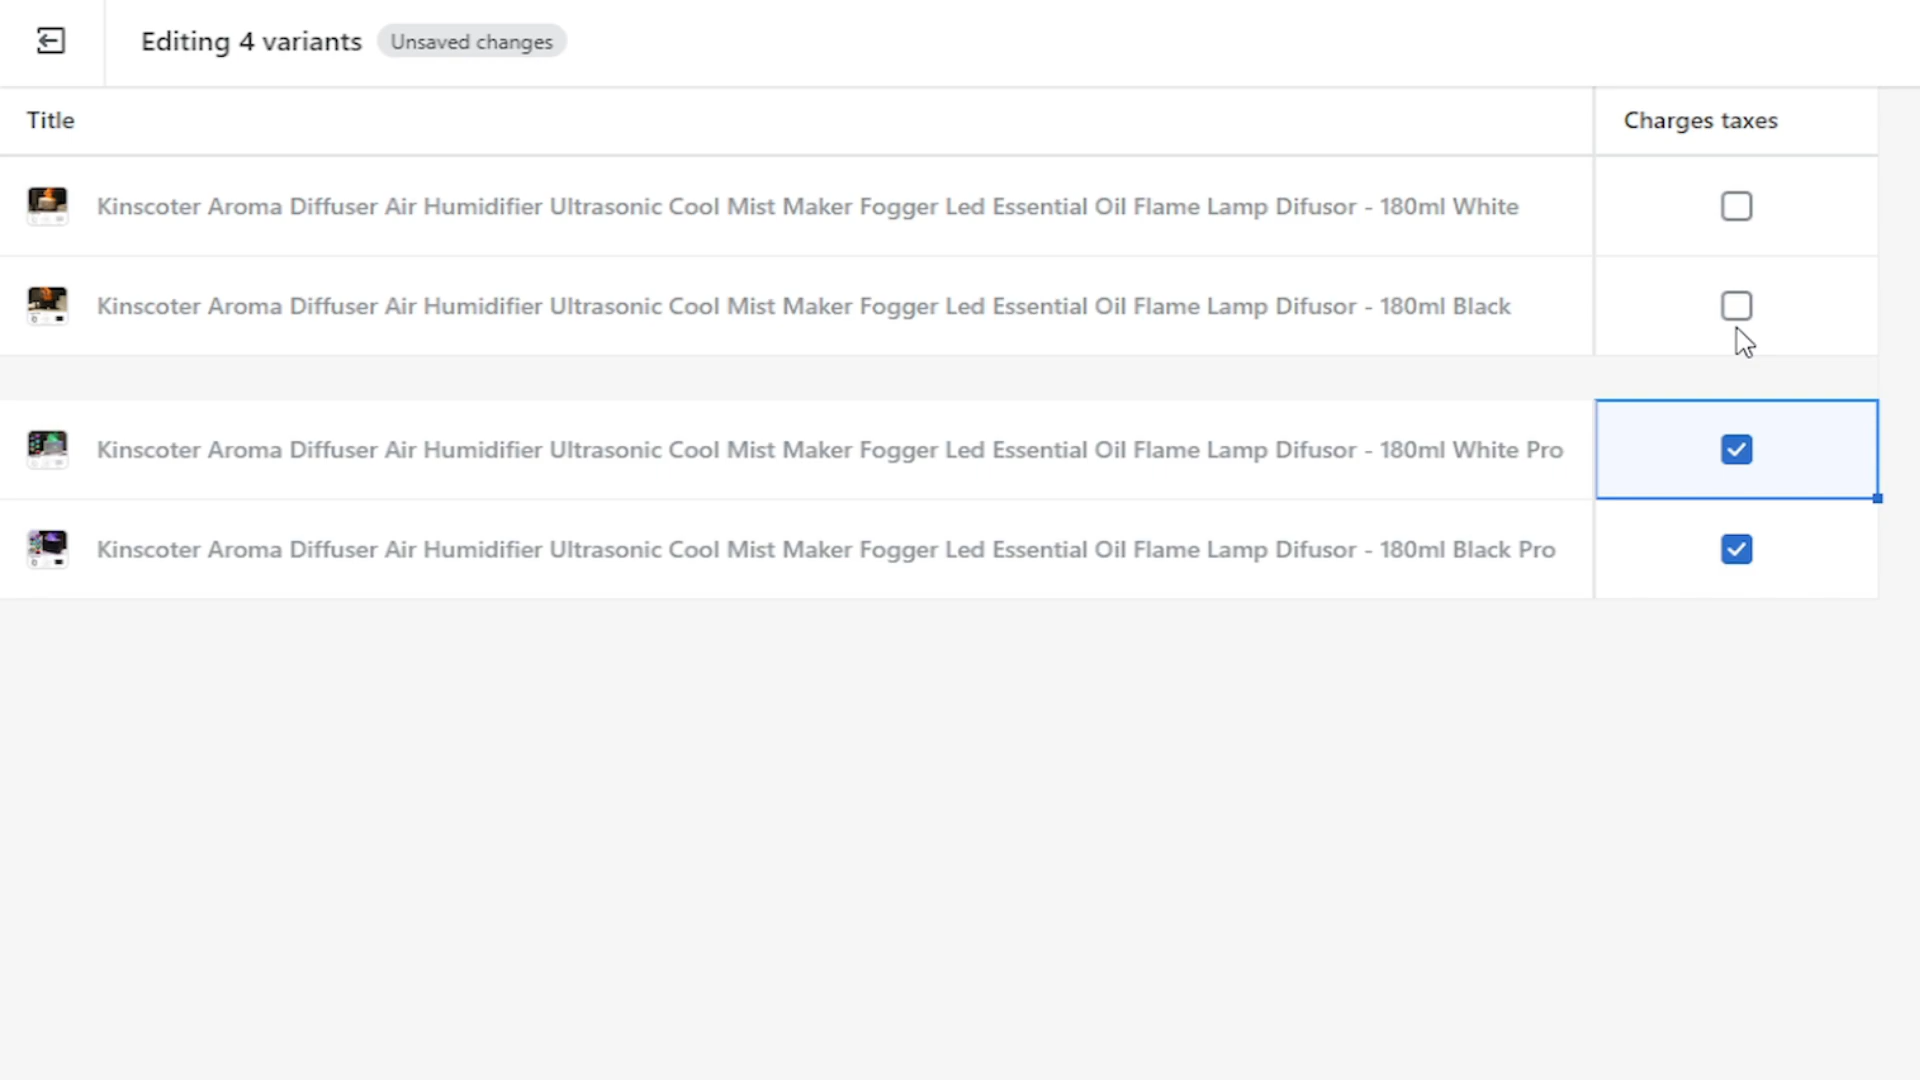 Editing 4 variants Unsaved changes
Title Charges taxes
Kinscoter Aroma Diffuser Air Humidifier Ultrasonic Cool Mist Maker Fogger Led Essential Oil Flame Lamp Difusor - 180ml White
Kinscoter Aroma Diffuser Air Humidifier Ultrasonic Cool Mist Maker Fogger Led Essential Oil Flame Lamp Difusor - 180ml Black
Kinscoter Aroma Diffuser Air Humidifier Ultrasonic Cool Mist Maker Fogger Led Essential Oil Flame Lamp Difusor - 180ml White Pro
Kinscoter Aroma Diffuser Air Humidifier Ultrasonic Cool Mist Maker Fogger Led Essential Oil Flame Lamp Difusor - 180ml Black Pro